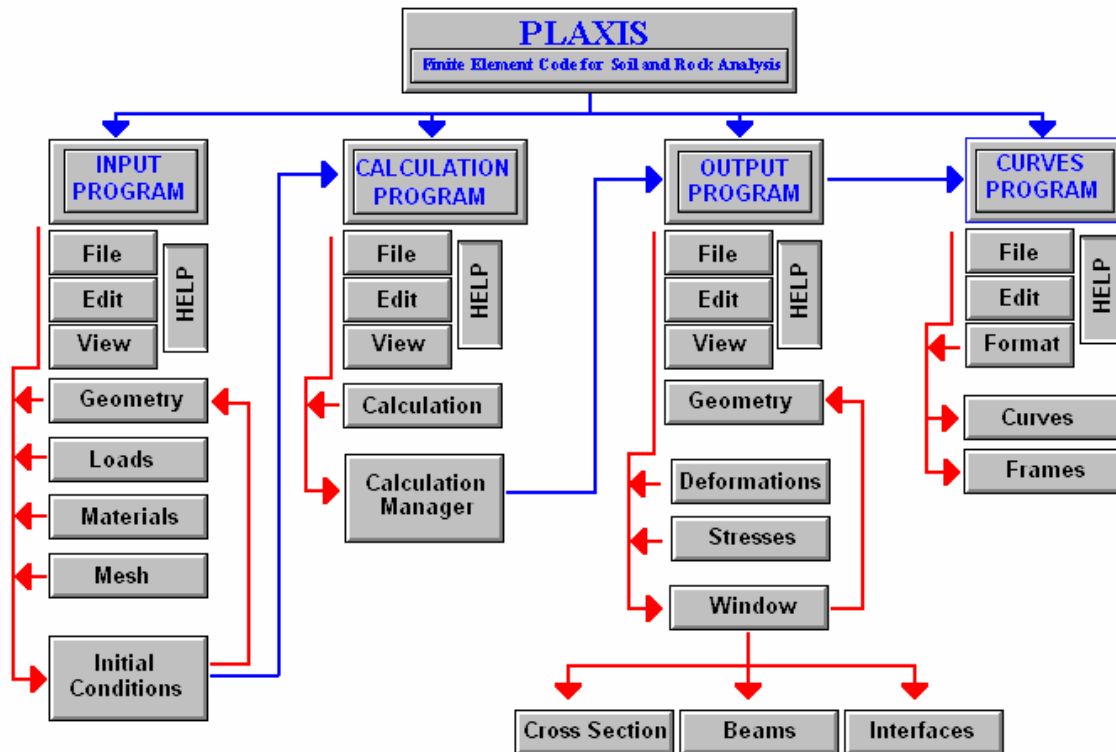 PLAXIS
Finite Element Code for Soil and Rock Analysis
INPUT
PROGRAM
File
Edit
View
HELP
Geometry
Loads
Materials
Mesh
Initial
Conditions
CALCULATION
PROGRAM
File
Edit
View
HELP
Calculation
Calculation
Manager
OUTPUT
PROGRAM
File
Edit
View
HELP
Geometry
Deformations
Stresses
Window
Cross Section
Beams
Interfaces
CURVES
PROGRAM
File
Edit
Format
HELP
Curves
Frames